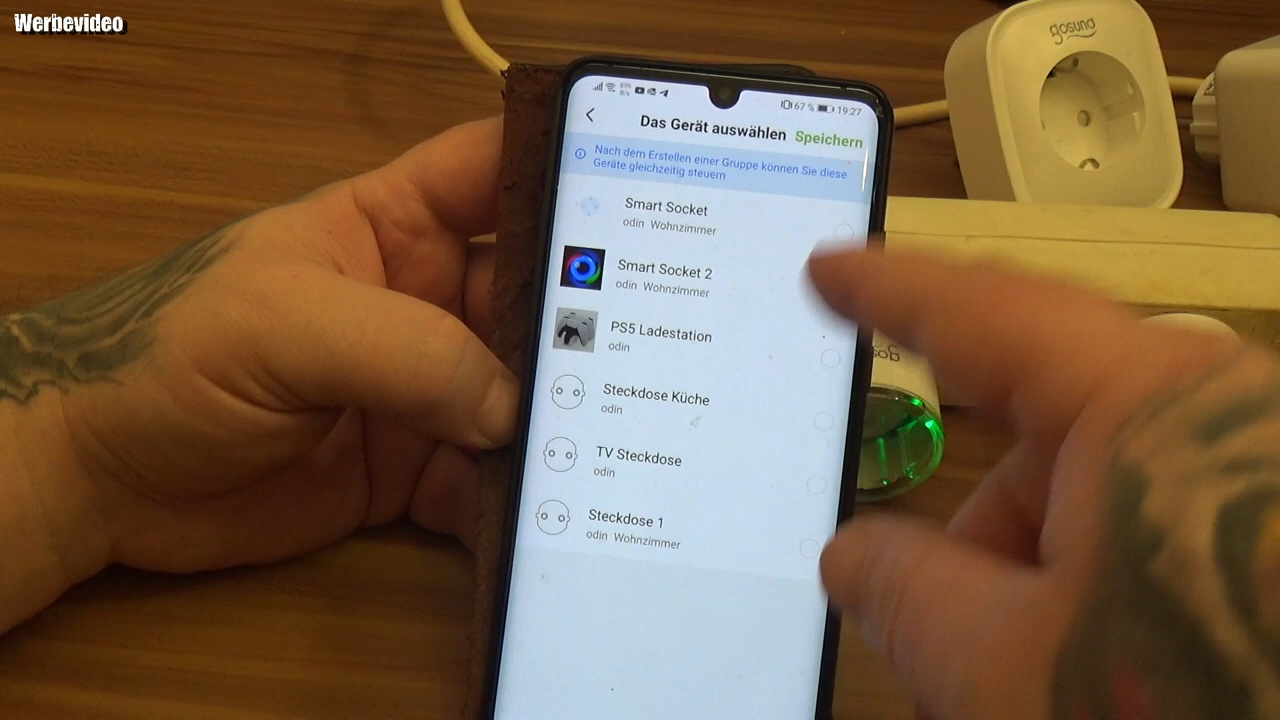 Werbevideo
gosund
67 % 19:27
Das Gerät auswählen Speichern
Nach dem Erstellen einer Gruppe können Sie diese
Geräte gleichzeitig steuern
Smart Socket
odin Wohnzimmer
Smart Socket 2
odin Wohnzimmer
PS5 Ladestation
odin
Steckdose Küche
odin
TV Steckdose
odin
Steckdose 1
odin Wohnzimmer